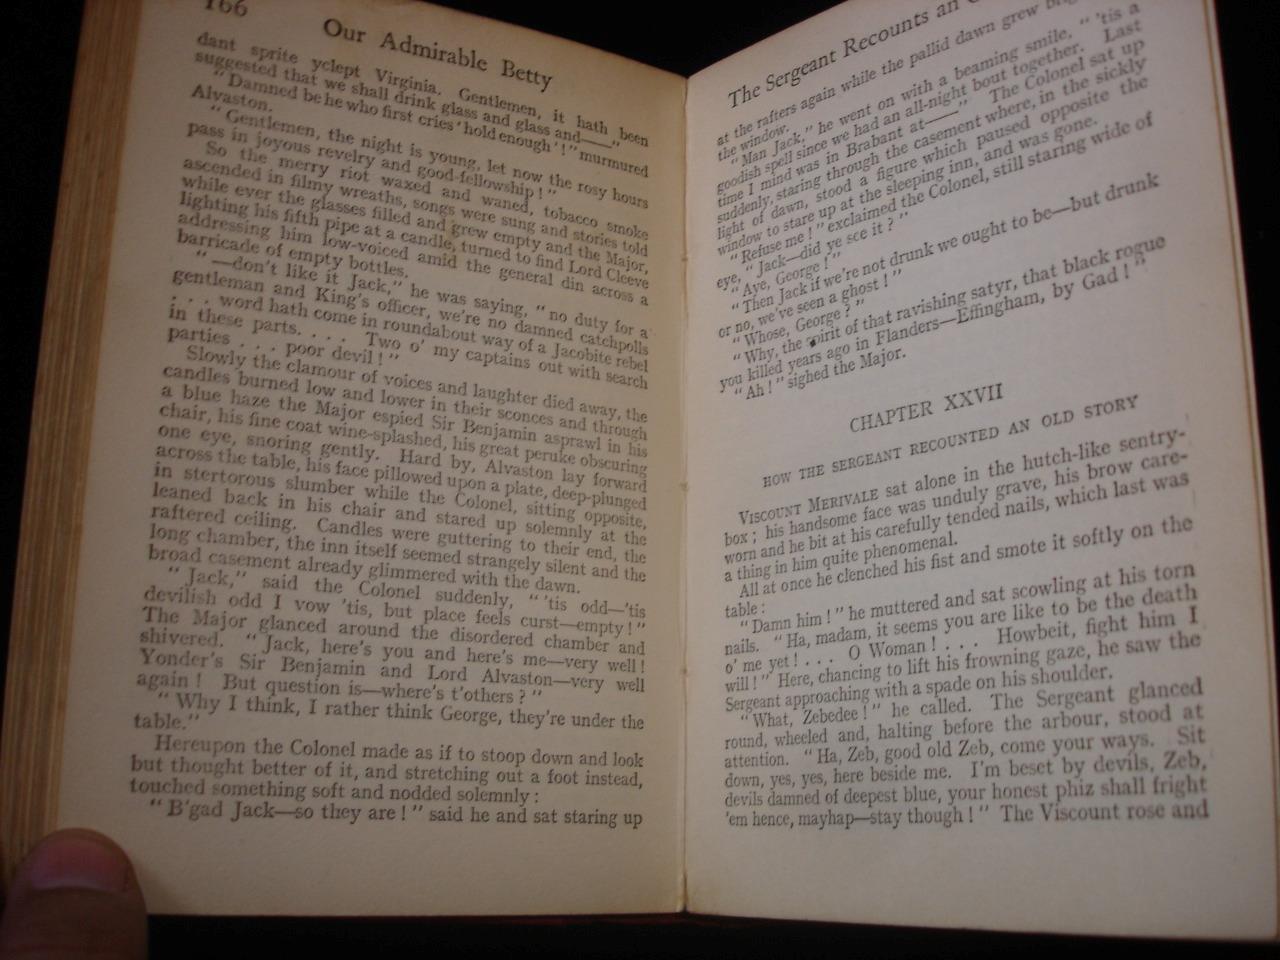 166
Our Admirable Betty
dant sprite yclept Virginia. Gentlemen, it hath been
suggested that we shall drink glass and glass and——"
"Damned be he who first cries 'hold enough'!" murmured
Alvaston.
"Gentlemen, the night is young, let now the rosy hours
pass in joyous revelry and good-fellowship!"
So the merry riot waxed and waned, tobacco smoke
ascended in filmy wreaths, songs were sung and stories told
while ever the glasses filled and grew empty and the Major,
lighting his fifth pipe at a candle, turned to find Lord Cleeve
addressing him low-voiced amid the general din across a
barricade of empty bottles.
"—don't like it Jack," he was saying, "no duty for a
gentleman and King's officer, we're no damned catchpolls
. . . word hath come in roundabout way of a Jacobite rebel
in these parts. . . . Two o' my captains out with search
parties . . . poor devil!"
Slowly the clamour of voices and laughter died away, the
candles burned low and lower in their sconces and through
a blue haze the Major espied Sir Benjamin asprawl in his
chair, his fine coat wine-splashed, his great peruke obscuring
one eye, snoring gently. Hard by, Alvaston lay forward
across the table, his face pillowed upon a plate, deep-plunged
in stertorous slumber while the Colonel, sitting opposite,
leaned back in his chair and stared up solemnly at the
raftered ceiling. Candles were guttering to their end, the
long chamber, the inn itself seemed strangely silent and the
broad casement already glimmered with the dawn.
"Jack," said the Colonel suddenly, "'tis odd—'tis
devilish odd I vow 'tis, but place feels curst—empty!"
The Major glanced around the disordered chamber and
shivered. "Jack, here's you and here's me—very well!
Yonder's Sir Benjamin and Lord Alvaston—very well
again! But question is—where's t'others?"
"Why I think, I rather think George, they're under the
table."
Hereupon the Colonel made as if to stoop down and look
but thought better of it, and stretching out a foot instead,
touched something soft and nodded solemnly:
"B'gad Jack—so they are!" said he and sat staring up
The Sergeant Recounts an
at the rafters again while the pallid dawn grew
the window.
"Man Jack," he went on with a beaming smile, "'tis a
goodish spell since we had an all-night bout together. Last
time I mind was in Brabant at——" The Colonel sat up
suddenly, staring through the casement where, in the sickly
light of dawn, stood a figure which paused opposite the
window to stare up at the sleeping inn, and was gone.
"Refuse me!" exclaimed the Colonel, still staring wide of
eye, "Jack—did ye see it?"
"Aye, George!"
"Then Jack if we're not drunk we ought to be—but drunk
or no, we've seen a ghost!"
"Whose, George?"
"Why, the spirit of that ravishing satyr, that black rogue
you killed years ago in Flanders—Effingham, by Gad!"
"Ah!" sighed the Major.
CHAPTER XXVII
HOW THE SERGEANT RECOUNTED AN OLD STORY
VISCOUNT MERIVALE sat alone in the hutch-like sentry-
box; his handsome face was unduly grave, his brow care-
worn and he bit at his carefully tended nails, which last was
a thing in him quite phenomenal.
All at once he clenched his fist and smote it softly on the
table:
"Damn him!" he muttered and sat scowling at his torn
nails. "Ha, madam, it seems you are like to be the death
o' me yet! . . . O Woman! . . . Howbeit, fight him I
will!" Here, chancing to lift his frowning gaze, he saw the
Sergeant approaching with a spade on his shoulder.
"What, Zebedee!" he called. The Sergeant glanced
round, wheeled and, halting before the arbour, stood at
attention. "Ha, Zeb, good old Zeb, come your ways. Sit
down, yes, yes, here beside me. I'm beset by devils, Zeb,
devils damned of deepest blue, your honest phiz shall fright
'em hence, mayhap—stay though!" The Viscount rose and